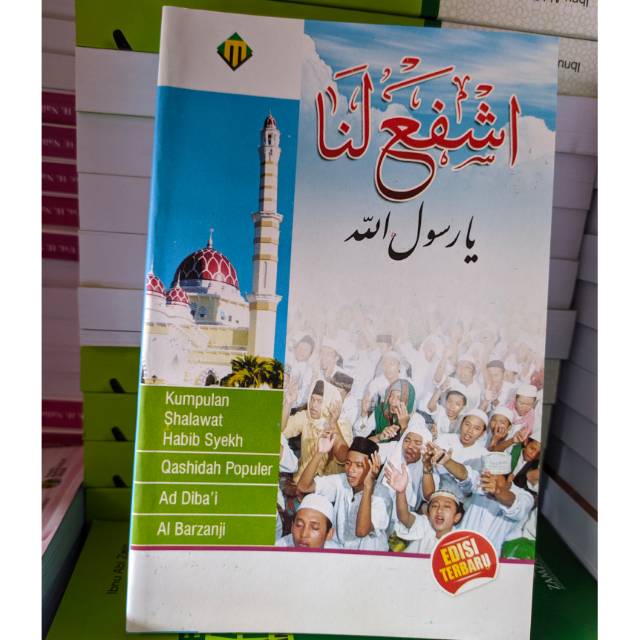 اشفع لنا
يا رسول الله
Kumpulan
Shalawat
Habib Syekh
Qashidah Populer
Ad Diba'i
Al Barzanji
EDISI
TERBARU